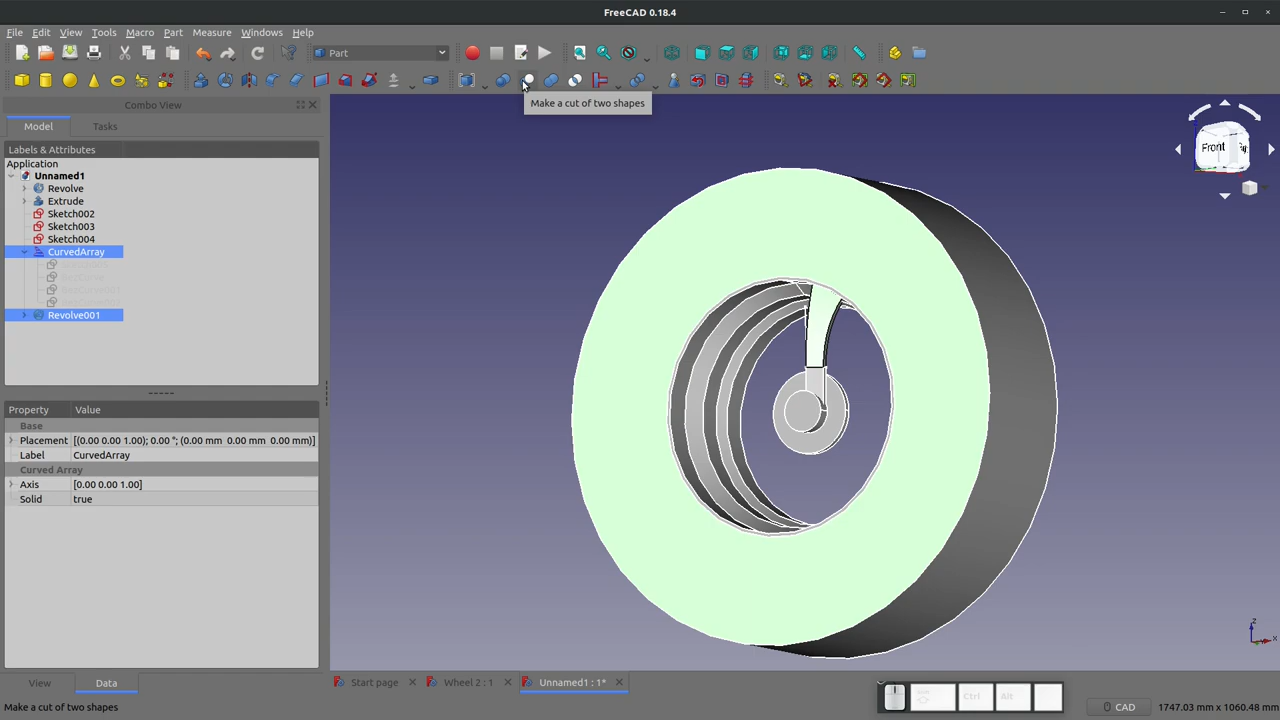 FreeCAD 0.18.4
File Edit View Tools Macro Part Measure Windows Help
Part
Make a cut of two shapes
Combo View
Model Tasks
Labels & Attributes
Application
Unnamed1
Revolve
Extrude
Sketch002
Sketch003
Sketch004
CurvedArray
Revolve001
Front
Property Value
Base
Placement [(0.00 0.00 1.00); 0.00 °; (0.00 mm 0.00 mm 0.00 mm)]
Label CurvedArray
Curved Array
Axis [0.00 0.00 1.00]
Solid true
Z
X
View Data
Start page Wheel 2 : 1 Unnamed1 : 1*
Ctrl Alt
Make a cut of two shapes
CAD 1747.03 mm x 1060.48 mm